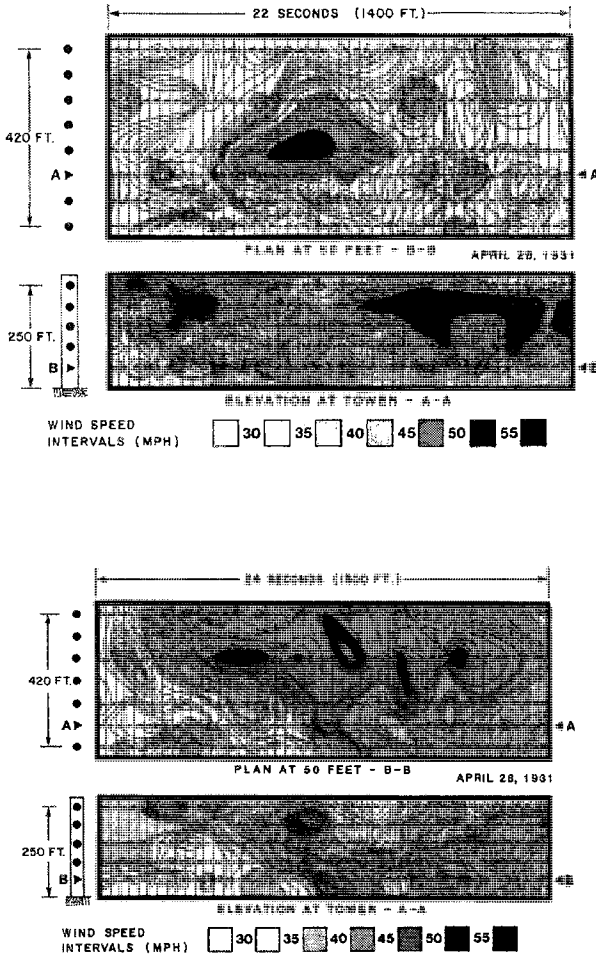 22 SECONDS (1400 FT.)
420 FT.
A A
PLAN AT 50 FEET - B-B
APRIL 28, 1931
250 FT.
B B
ELEVATION AT TOWER - A-A
WIND SPEED
INTERVALS (MPH) 30 35 40 45 50 55
SECONDS FT.)
420 FT.
A A
PLAN AT 50 FEET - B-B
APRIL 28, 1931
250 FT.
B B
ELEVATION AT TOWER - A-A
WIND SPEED
INTERVALS (MPH) 30 35 40 45 50 55